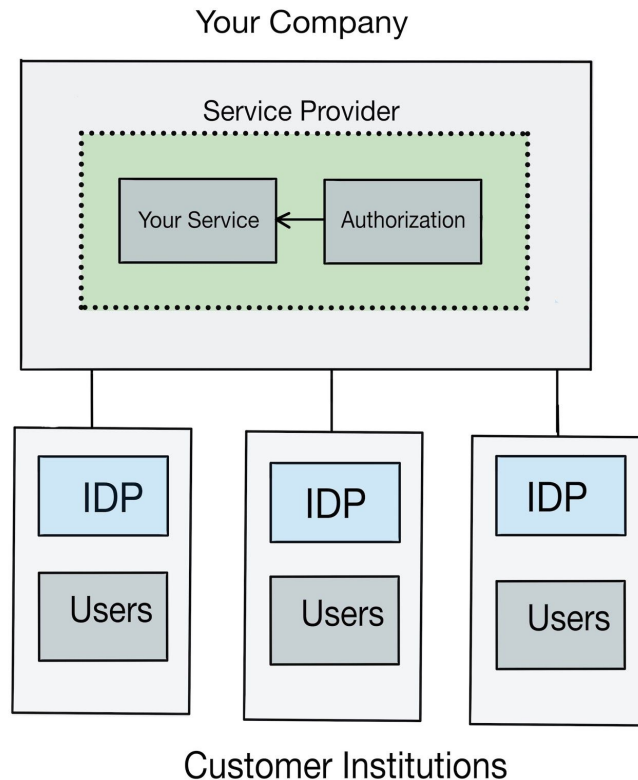 Your Company
Service Provider
Your Service
Authorization
IDP
IDP
IDP
Users
Users
Users
Customer Institutions